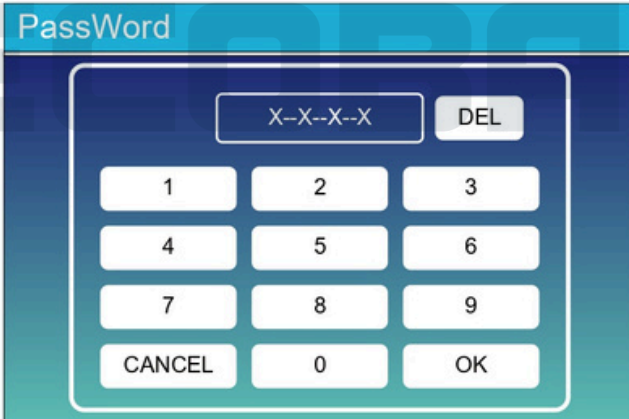 PassWord
X--X--X--X DEL
1 2 3
4 5 6
7 8 9
CANCEL 0 OK